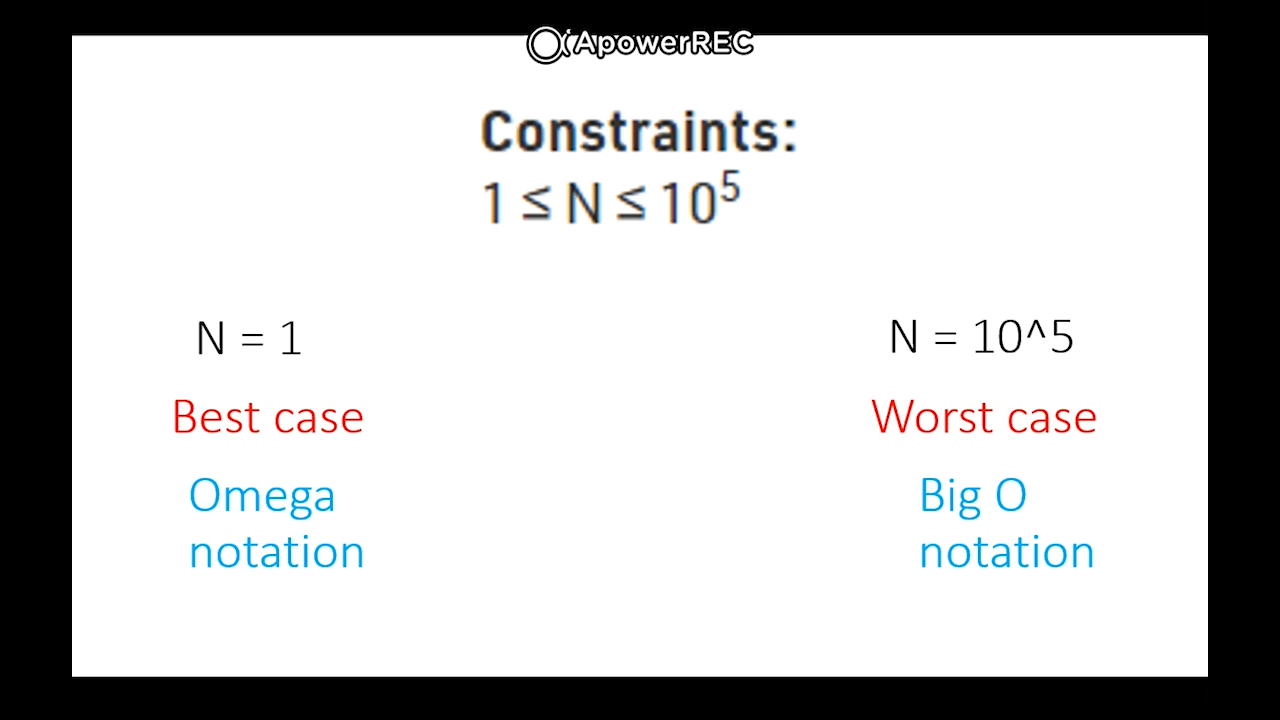 ApowerREC
Constraints:
1 ≤ N ≤ 10⁵
N = 1
N = 10^5
Best case
Worst case
Omega
notation
Big O
notation